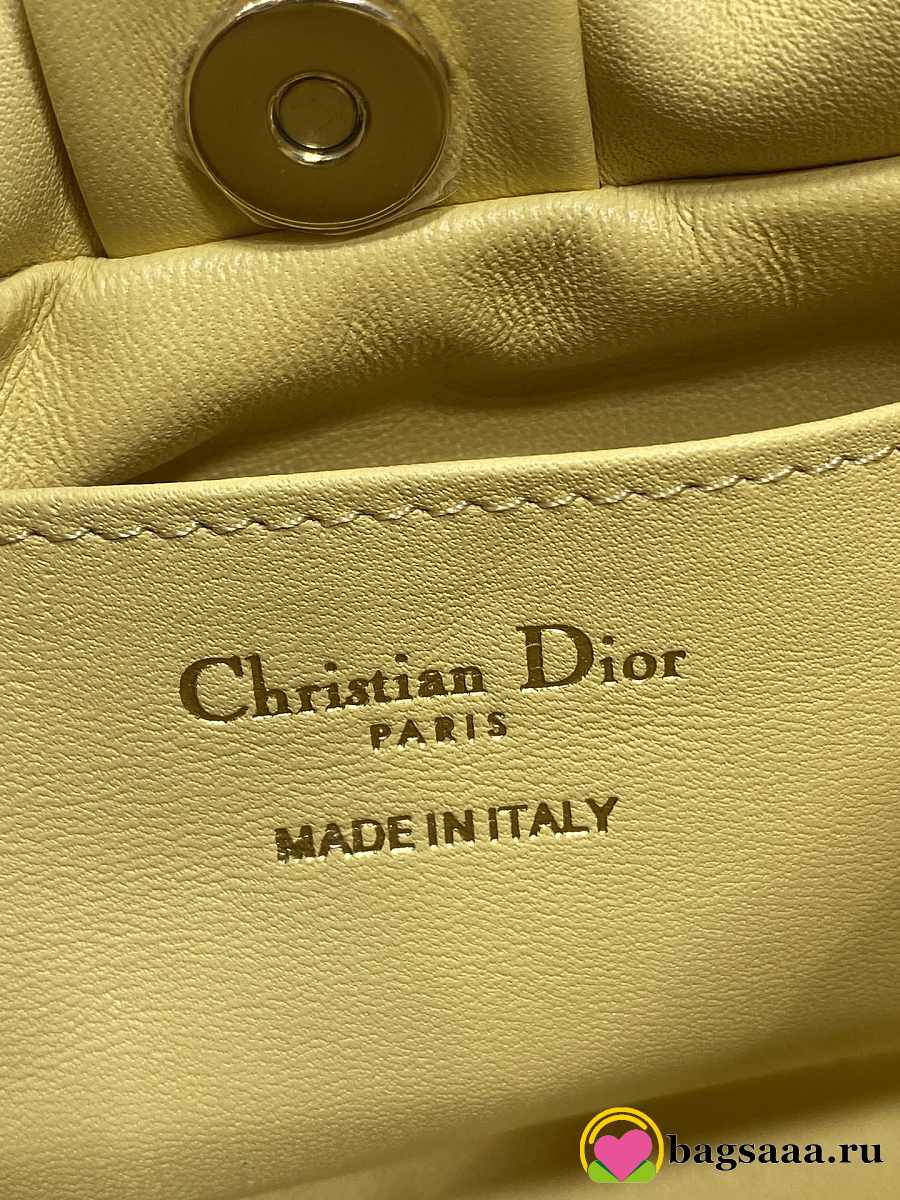 Christian Dior
PARIS
MADE IN ITALY
bagsaaa.ru